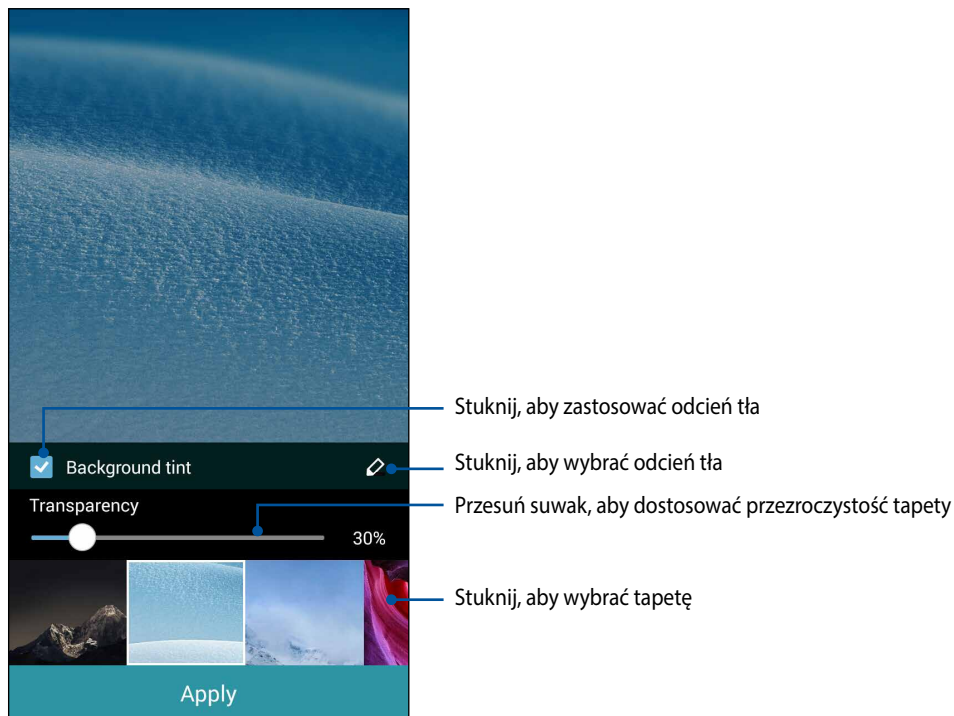 Stuknij, aby zastosować odcień tła
Background tint
Stuknij, aby wybrać odcień tła
Transparency
Przesuń suwak, aby dostosować przezroczystość tapety
30%
Stuknij, aby wybrać tapetę
Apply